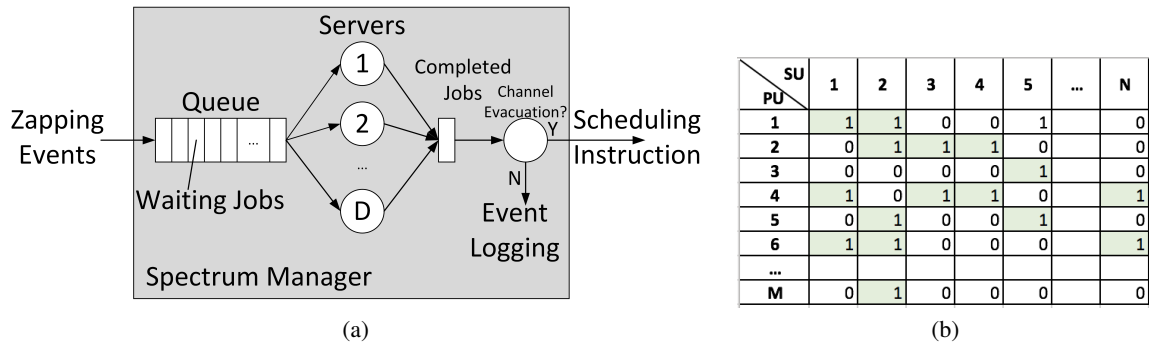 Servers
1
Completed
Jobs
Channel
Evacuation?
Queue
Zapping
Events
...
2
Y
Scheduling
Instruction
...
N
Waiting Jobs
D
Event
Logging
Spectrum Manager
(a)
SU
PU
1 2 3 4 5 ... N
1 1 1 0 0 1 0
2 0 1 1 1 0 0
3 0 0 0 0 1 0
4 1 0 1 1 0 1
5 0 1 0 0 1 0
6 1 1 0 0 0 1
...
M 0 1 0 0 0 0
(b)